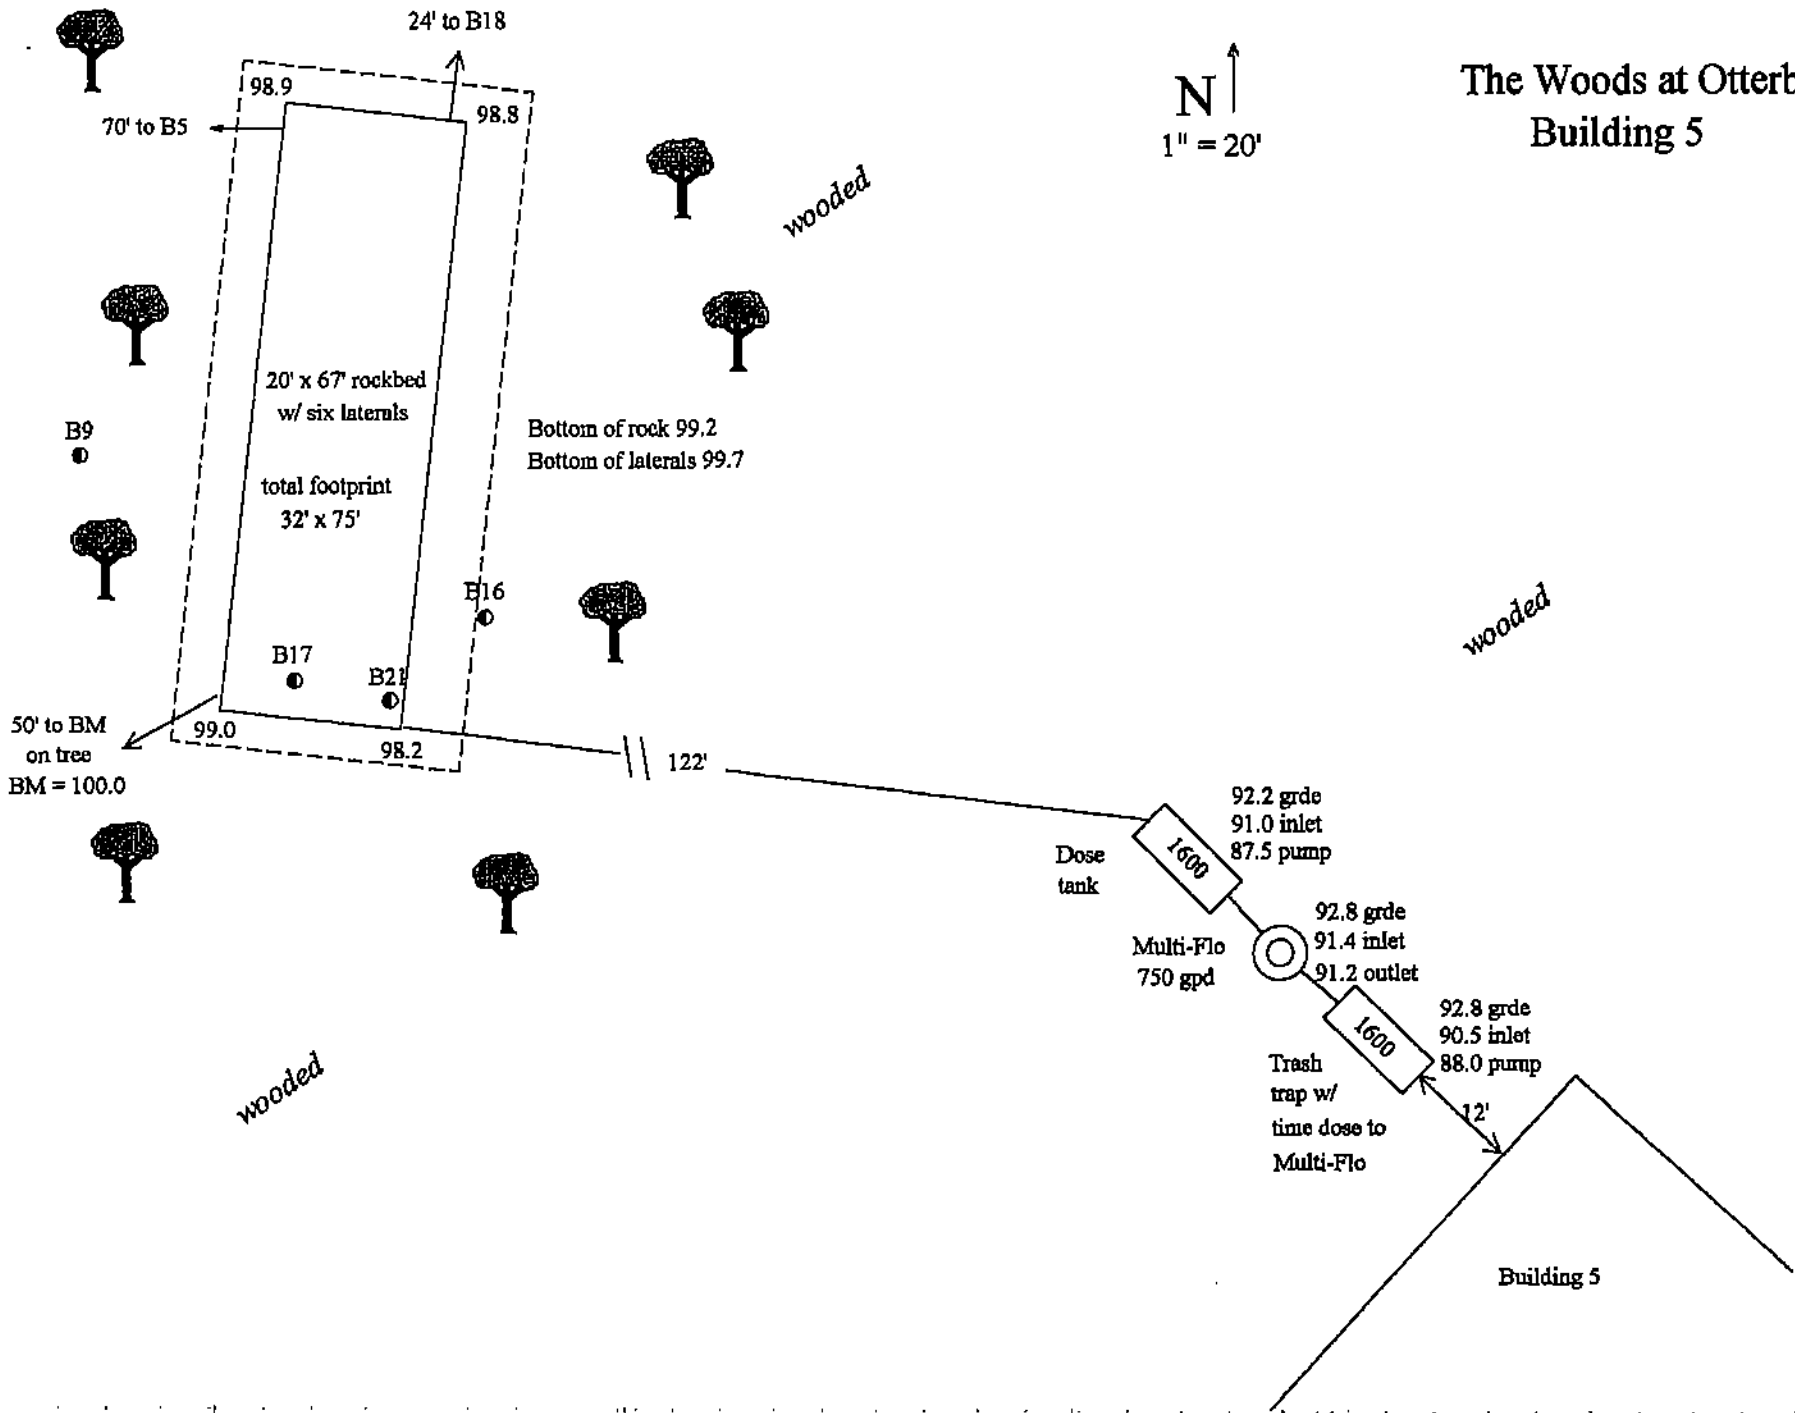 24' to B18
The Woods at Otterb
Building 5
N
1" = 20'
98.9
98.8
70' to B5
wooded
20' x 67' rockbed
w/ six laterals
B9
Bottom of rock 99.2
Bottom of laterals 99.7
total footprint
32' x 75'
B16
wooded
B17
B21
50' to BM
on tree
BM = 100.0
99.0
98.2
122'
92.2 grde
91.0 inlet
87.5 pump
1600
Dose
tank
92.8 grde
91.4 inlet
91.2 outlet
Multi-Flo
750 gpd
92.8 grde
90.5 inlet
88.0 pump
1600
Trash
trap w/
time dose to
Multi-Flo
12'
wooded
Building 5